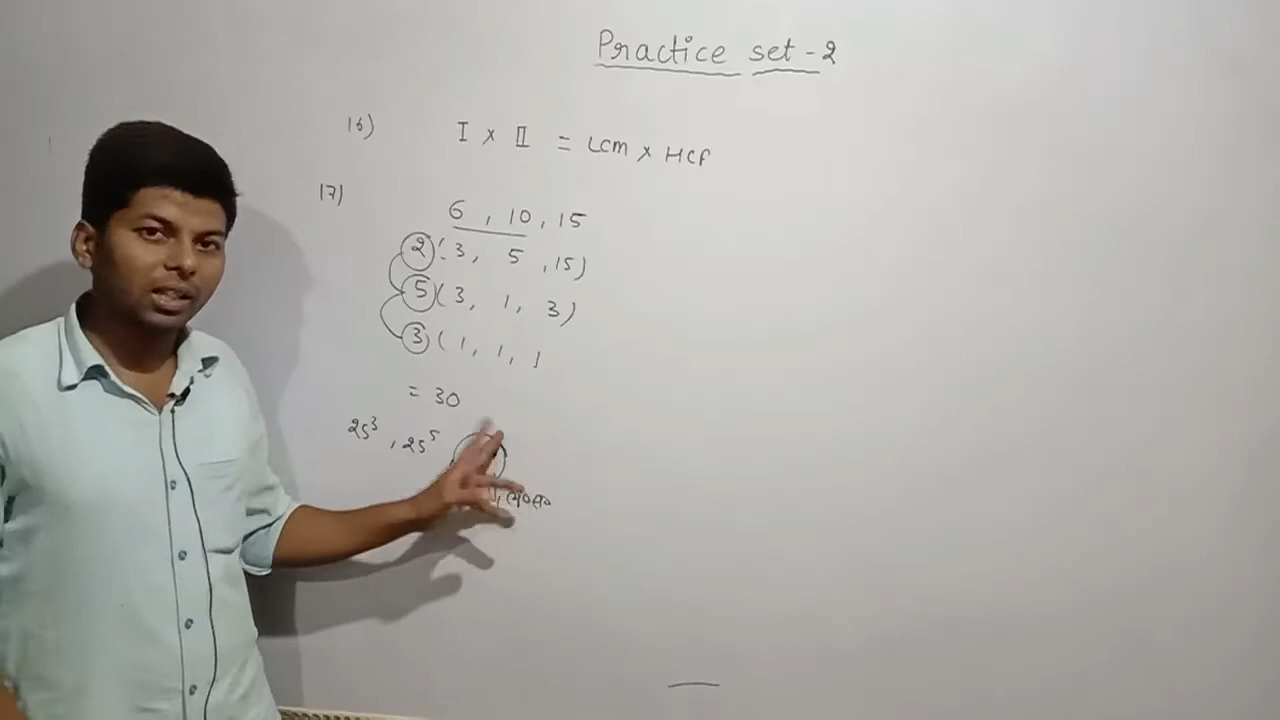 Practice set - 2
16) I x II = LCM x HCF
17)
6 , 10 , 15
2 ( 3 , 5 , 15 )
5 ( 3 , 1 , 3 )
3 ( 1 , 1 , 1
= 30
25³ , 25⁵